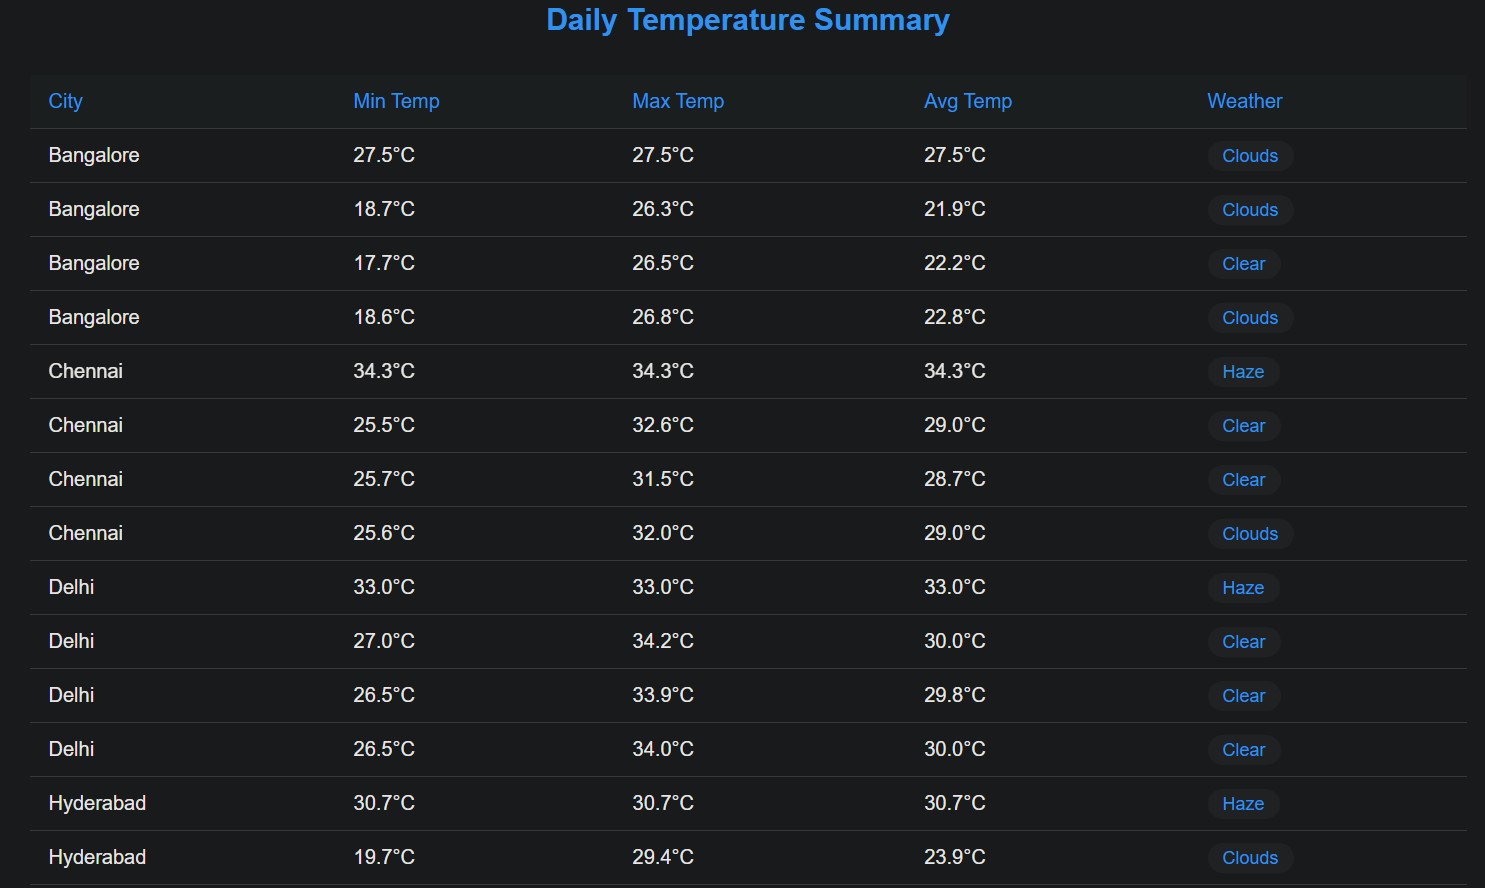 Daily Temperature Summary
City Min Temp Max Temp Avg Temp Weather
Bangalore 27.5°C 27.5°C 27.5°C Clouds
Bangalore 18.7°C 26.3°C 21.9°C Clouds
Bangalore 17.7°C 26.5°C 22.2°C Clear
Bangalore 18.6°C 26.8°C 22.8°C Clouds
Chennai 34.3°C 34.3°C 34.3°C Haze
Chennai 25.5°C 32.6°C 29.0°C Clear
Chennai 25.7°C 31.5°C 28.7°C Clear
Chennai 25.6°C 32.0°C 29.0°C Clouds
Delhi 33.0°C 33.0°C 33.0°C Haze
Delhi 27.0°C 34.2°C 30.0°C Clear
Delhi 26.5°C 33.9°C 29.8°C Clear
Delhi 26.5°C 34.0°C 30.0°C Clear
Hyderabad 30.7°C 30.7°C 30.7°C Haze
Hyderabad 19.7°C 29.4°C 23.9°C Clouds